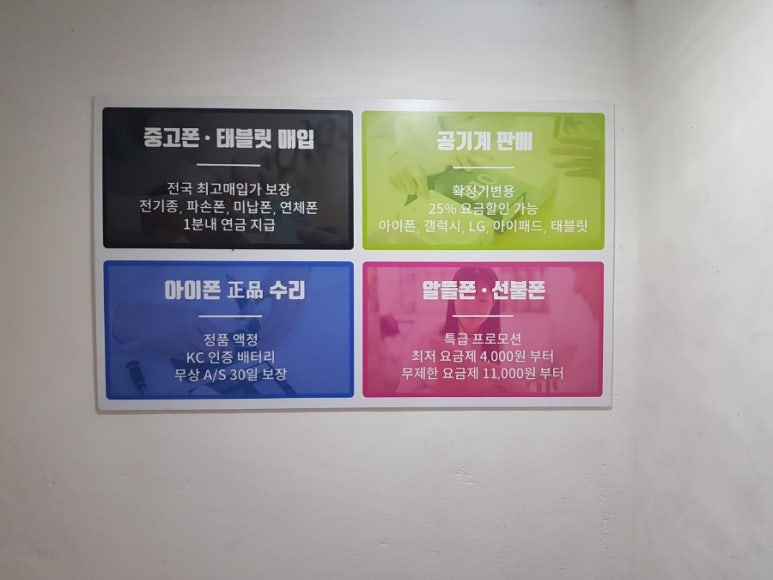 중고폰·태블릿 매입
전국 최고매입가 보장
전기종, 파손폰, 미납폰, 연체폰
1분내 연금 지급
공기계 판매
확정기변용
25% 요금할인 가능
아이폰, 갤럭시, LG, 아이패드, 태블릿
아이폰 正品 수리
정품 액정
KC 인증 배터리
무상 A/S 30일 보장
알뜰폰·선불폰
특급 프로모션
최저 요금제 4,000원 부터
무제한 요금제 11,000원 부터